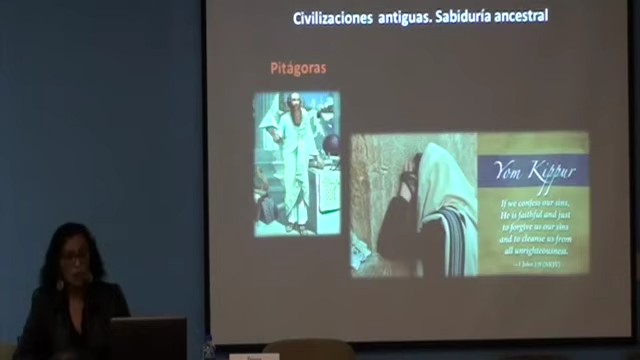 Civilizaciones antiguas. Sabiduría ancestral
Pitágoras
Yom Kippur
If we confess our sins,
He is faithful and just
to forgive us our sins
and to cleanse us from
all unrighteousness.